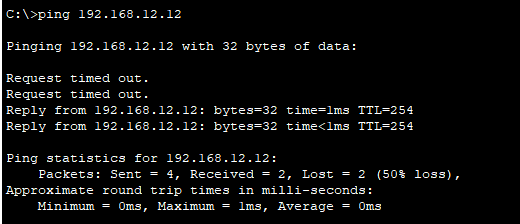 C:\>ping 192.168.12.12
Pinging 192.168.12.12 with 32 bytes of data:
Request timed out.
Request timed out.
Reply from 192.168.12.12: bytes=32 time=1ms TTL=254
Reply from 192.168.12.12: bytes=32 time<1ms TTL=254
Ping statistics for 192.168.12.12:
Packets: Sent = 4, Received = 2, Lost = 2 (50% loss),
Approximate round trip times in milli-seconds:
Minimum = 0ms, Maximum = 1ms, Average = 0ms